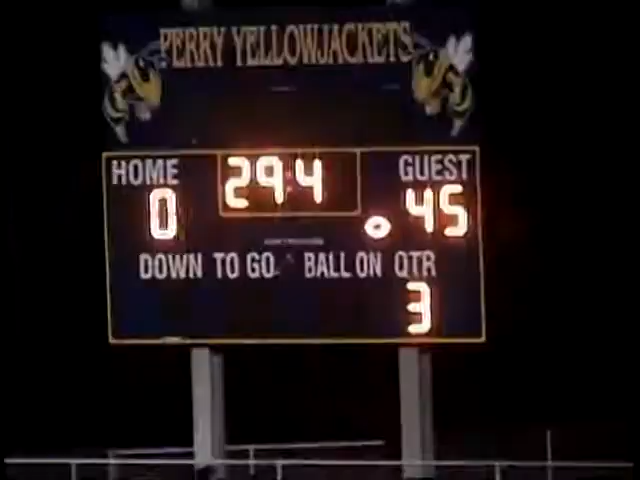 PERRY YELLOWJACKETS
HOME 29:4 GUEST
0 45
DOWN TO GO BALL ON QTR
3